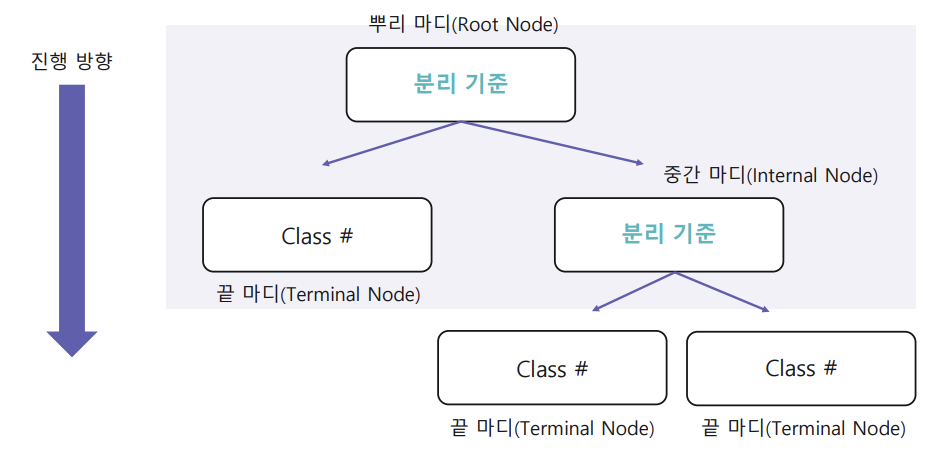 뿌리 마디(Root Node)
진행 방향
분리 기준
중간 마디(Internal Node)
Class #
분리 기준
끝 마디(Terminal Node)
Class #
Class #
끝 마디(Terminal Node)
끝 마디(Terminal Node)